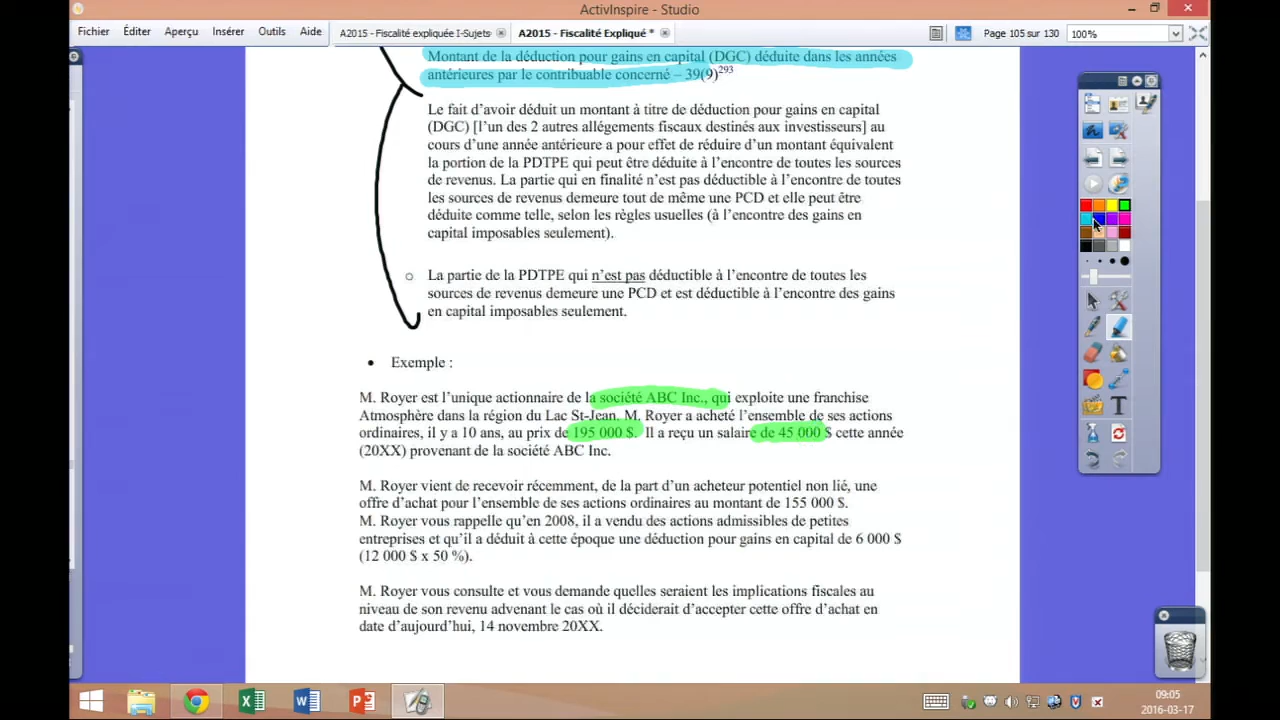 ActivInspire - Studio
Fichier Éditer Aperçu Insérer Outils Aide A2015 - Fiscalité expliquée I-Sujets A2015 - Fiscalité Expliqué * Page 105 sur 130 100%
Montant de la déduction pour gains en capital (DGC) déduite dans les années
antérieures par le contribuable concerné – 39(9)293
Le fait d’avoir déduit un montant à titre de déduction pour gains en capital
(DGC) [l’un des 2 autres allégements fiscaux destinés aux investisseurs] au
cours d’une année antérieure a pour effet de réduire d’un montant équivalent
la portion de la PDTPE qui peut être déduite à l’encontre de toutes les sources
de revenus. La partie qui en finalité n’est pas déductible à l’encontre de toutes
les sources de revenus demeure tout de même une PCD et elle peut être
déduite comme telle, selon les règles usuelles (à l’encontre des gains en
capital imposables seulement).
o La partie de la PDTPE qui n’est pas déductible à l’encontre de toutes les
sources de revenus demeure une PCD et est déductible à l’encontre des gains
en capital imposables seulement.
• Exemple :
M. Royer est l’unique actionnaire de la société ABC Inc., qui exploite une franchise
Atmosphère dans la région du Lac St-Jean. M. Royer a acheté l’ensemble de ses actions
ordinaires, il y a 10 ans, au prix de 195 000 $. Il a reçu un salaire de 45 000 $ cette année
(20XX) provenant de la société ABC Inc.
M. Royer vient de recevoir récemment, de la part d’un acheteur potentiel non lié, une
offre d’achat pour l’ensemble de ses actions ordinaires au montant de 155 000 $.
M. Royer vous rappelle qu’en 2008, il a vendu des actions admissibles de petites
entreprises et qu’il a déduit à cette époque une déduction pour gains en capital de 6 000 $
(12 000 $ x 50 %).
M. Royer vous consulte et vous demande quelles seraient les implications fiscales au
niveau de son revenu advenant le cas où il déciderait d’accepter cette offre d’achat en
date d’aujourd’hui, 14 novembre 20XX.
09:05
2016-03-17